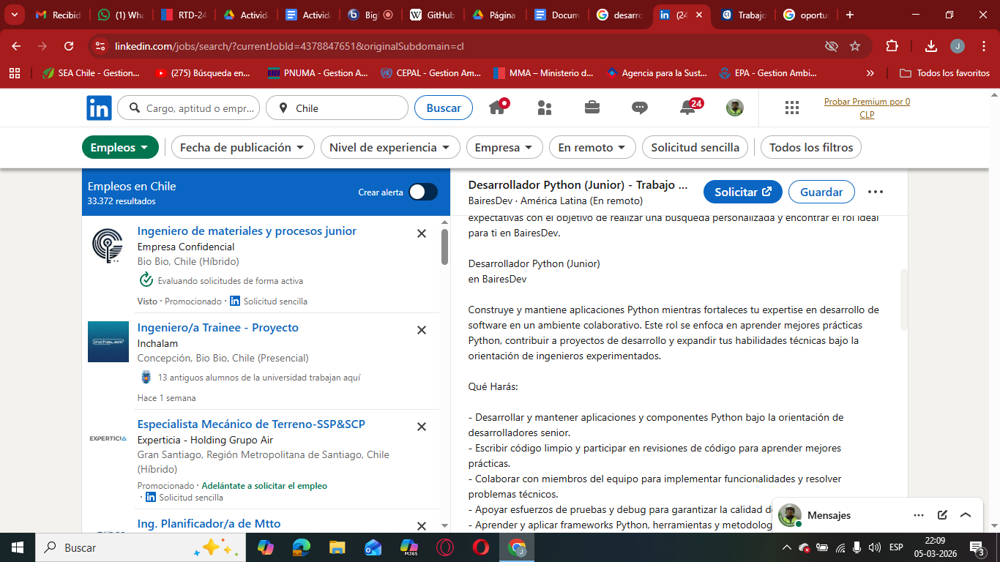 Recibid
(1) Wha
RTD-24
Activida
Activida
Bigl
GitHub
Página
Docum
desarro
(24
Trabajo
oportu
linkedin.com/jobs/search/?currentJobId=4378847651&originalSubdomain=cl
J
SEA Chile - Gestion...
(275) Búsqueda en...
PNUMA - Gestion A...
CEPAL - Gestion Am...
MMA – Ministerio d...
Agencia para la Sust...
EPA - Gestion Ambi...
Todos los favoritos
in
Cargo, aptitud o empr...
Chile
Buscar
24
Probar Premium por 0
CLP
Empleos
Fecha de publicación
Nivel de experiencia
Empresa
En remoto
Solicitud sencilla
Todos los filtros
Empleos en Chile
33.372 resultados
Crear alerta
Ingeniero de materiales y procesos junior
Empresa Confidencial
Bio Bio, Chile (Híbrido)
Evaluando solicitudes de forma activa
Visto · Promocionado · in Solicitud sencilla
inchalam
Ingeniero/a Trainee - Proyecto
Inchalam
Concepción, Bio Bio, Chile (Presencial)
13 antiguos alumnos de la universidad trabajan aquí
Hace 1 semana
EXPERTICIA
Especialista Mecánico de Terreno-SSP&SCP
Experticia - Holding Grupo Air
Gran Santiago, Región Metropolitana de Santiago, Chile
(Híbrido)
Promocionado · Adelántate a solicitar el empleo
· in Solicitud sencilla
Ing. Planificador/a de Mtto
Desarrollador Python (Junior) - Trabajo ...
BairesDev · América Latina (En remoto)
Solicitar
Guardar
expectativas con el objetivo de realizar una búsqueda personalizada y encontrar el rol ideal
para ti en BairesDev.
Desarrollador Python (Junior)
en BairesDev
Construye y mantiene aplicaciones Python mientras fortaleces tu expertise en desarrollo de
software en un ambiente colaborativo. Este rol se enfoca en aprender mejores prácticas
Python, contribuir a proyectos de desarrollo y expandir tus habilidades técnicas bajo la
orientación de ingenieros experimentados.
Qué Harás:
- Desarrollar y mantener aplicaciones y componentes Python bajo la orientación de
desarrolladores senior.
- Escribir código limpio y participar en revisiones de código para aprender mejores
prácticas.
- Colaborar con miembros del equipo para implementar funcionalidades y resolver
problemas técnicos.
- Apoyar esfuerzos de pruebas y debug para garantizar la calidad d
- Aprender y aplicar frameworks Python, herramientas y metodolog
Mensajes
Buscar
M365
ESP
22:09
05-03-2026
3